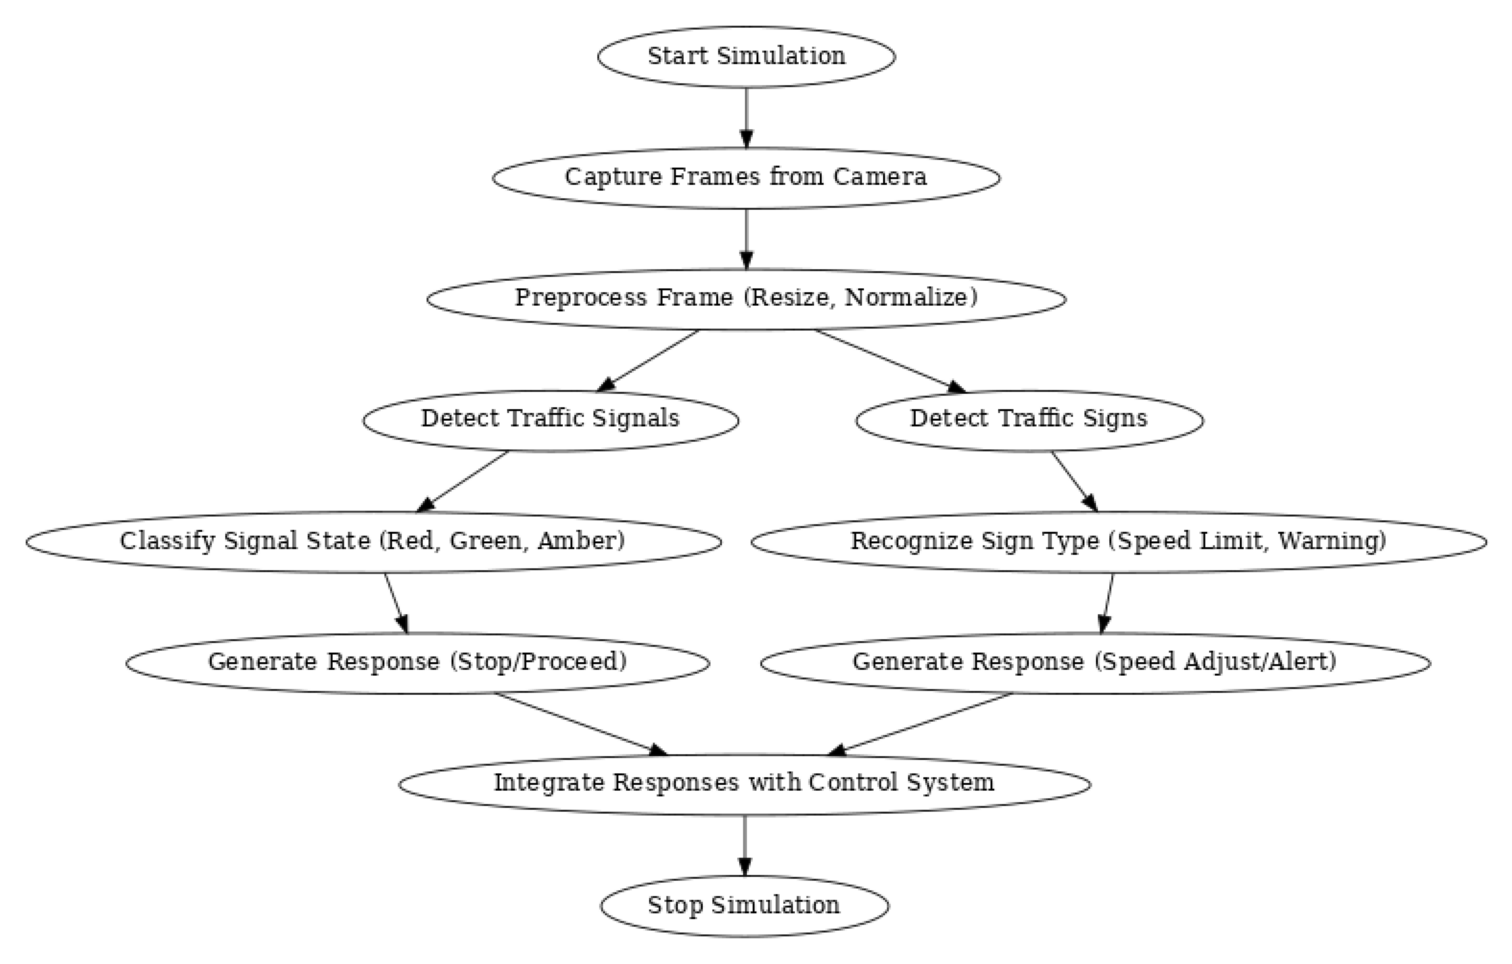 Start Simulation
Capture Frames from Camera
Preprocess Frame (Resize, Normalize)
Detect Traffic Signals
Detect Traffic Signs
Classify Signal State (Red, Green, Amber)
Recognize Sign Type (Speed Limit, Warning)
Generate Response (Stop/Proceed)
Generate Response (Speed Adjust/Alert)
Integrate Responses with Control System
Stop Simulation